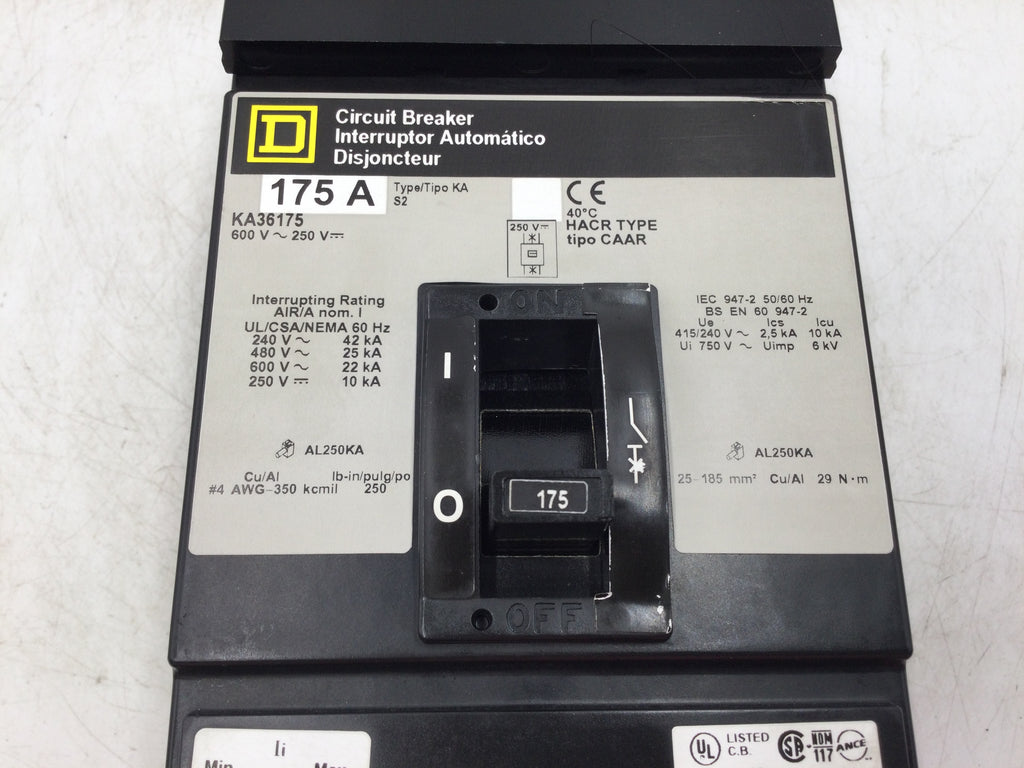 D
Circuit Breaker
Interruptor Automático
Disjoncteur
175 A
Type/Tipo KA
S2
KA36175
600 V ~ 250 V⎓
CE
40°C
HACR TYPE
tipo CAAR
250 V⎓
Interrupting Rating
AIR/A nom. I
UL/CSA/NEMA 60 Hz
240 V ~ 42 kA
480 V ~ 25 kA
600 V ~ 22 kA
250 V ⎓ 10 kA
AL250KA
Cu/Al lb-in/pulg/po
#4 AWG-350 kcmil 250
ON
I
O
175
OFF
IEC 947-2 50/60 Hz
BS EN 60 947-2
Ue Ics Icu
415/240 V ~ 2,5 kA 10 kA
Ui 750 V ~ Uimp 6 kV
AL250KA
25-185 mm² Cu/Al 29 N·m
Ii
Min Max
UL LISTED
C.B.
SA
NOM
117
ANCE